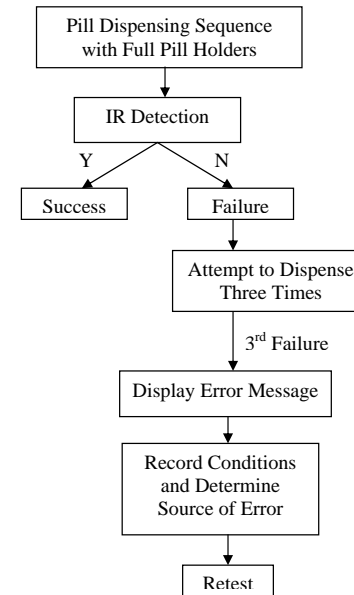 Pill Dispensing Sequence
with Full Pill Holders
IR Detection
Y
N
Success
Failure
Attempt to Dispense
Three Times
3rd Failure
Display Error Message
Record Conditions
and Determine
Source of Error
Retest